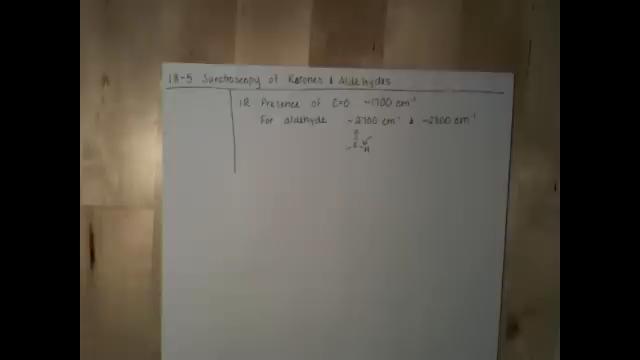 18-5 Spectroscopy of Ketones & Aldehydes
IR Presence of C=O ~1700 cm⁻¹
For aldehyde ~2700 cm⁻¹ & ~2800 cm⁻¹
O
-C-H